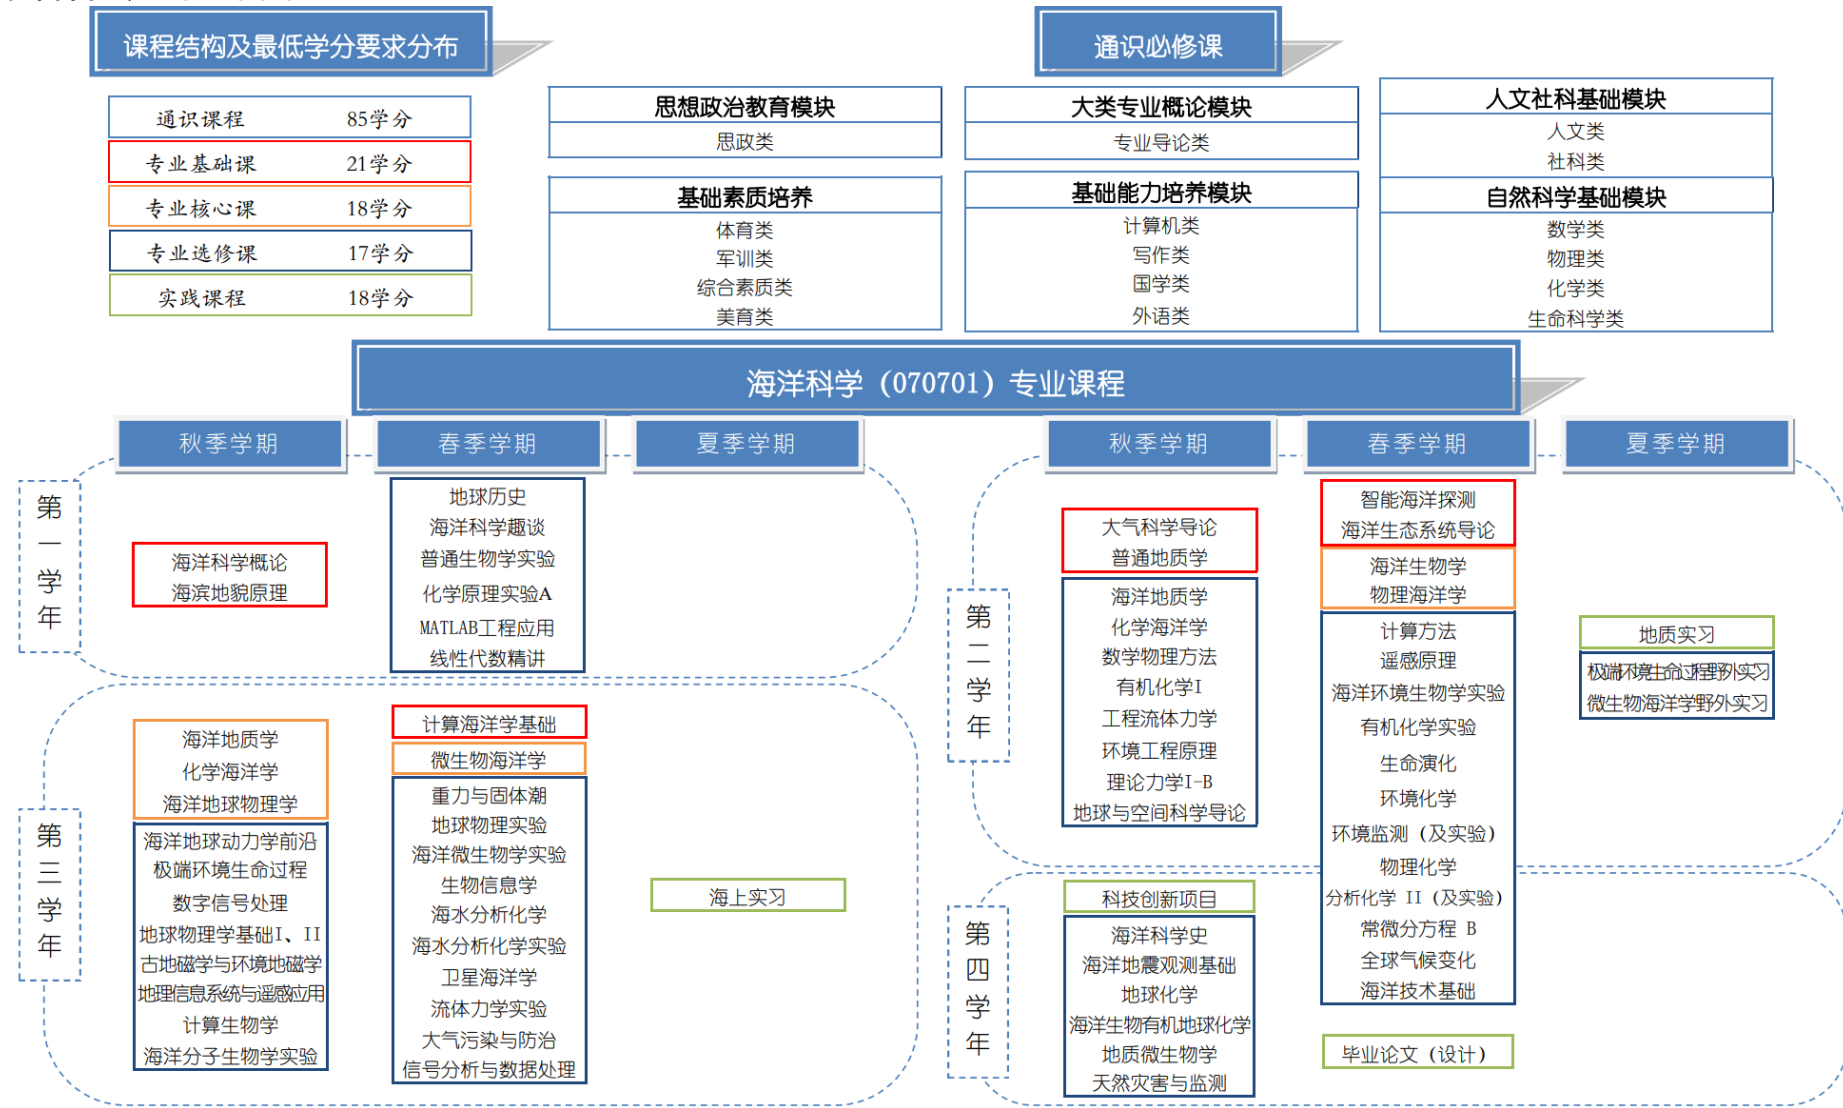 课程结构及最低学分要求分布
通识课程 85学分
专业基础课 21学分
专业核心课 18学分
专业选修课 17学分
实践课程 18学分
通识必修课
思想政治教育模块
思政类
基础素质培养
体育类
军训类
综合素质类
美育类
大类专业概论模块
专业导论类
基础能力培养模块
计算机类
写作类
国学类
外语类
人文社科基础模块
人文类
社科类
自然科学基础模块
数学类
物理类
化学类
生命科学类
海洋科学（070701）专业课程
秋季学期
春季学期
夏季学期
秋季学期
春季学期
夏季学期
第一学年
海洋科学概论
海滨地貌原理
地球历史
海洋科学趣谈
普通生物学实验
化学原理实验A
MATLAB工程应用
线性代数精讲
第二学年
大气科学导论
普通地质学
海洋地质学
化学海洋学
数学物理方法
有机化学I
工程流体力学
环境工程原理
理论力学I-B
地球与空间科学导论
智能海洋探测
海洋生态系统导论
海洋生物学
物理海洋学
计算方法
遥感原理
海洋环境生物学实验
有机化学实验
生命演化
环境化学
环境监测（及实验）
物理化学
分析化学 II（及实验）
常微分方程 B
全球气候变化
海洋技术基础
地质实习
极端环境生命过程野外实习
微生物海洋学野外实习
第三学年
海洋地质学
化学海洋学
海洋地球物理学
海洋地球动力学前沿
极端环境生命过程
数字信号处理
地球物理学基础I、II
古地磁学与环境地磁学
地理信息系统与遥感应用
计算生物学
海洋分子生物学实验
计算海洋学基础
微生物海洋学
重力与固体潮
地球物理实验
海洋微生物学实验
生物信息学
海水分析化学
海水分析化学实验
卫星海洋学
流体力学实验
大气污染与防治
信号分析与数据处理
海上实习
第四学年
科技创新项目
海洋科学史
海洋地震观测基础
地球化学
海洋生物有机地球化学
地质微生物学
天然灾害与监测
毕业论文（设计）